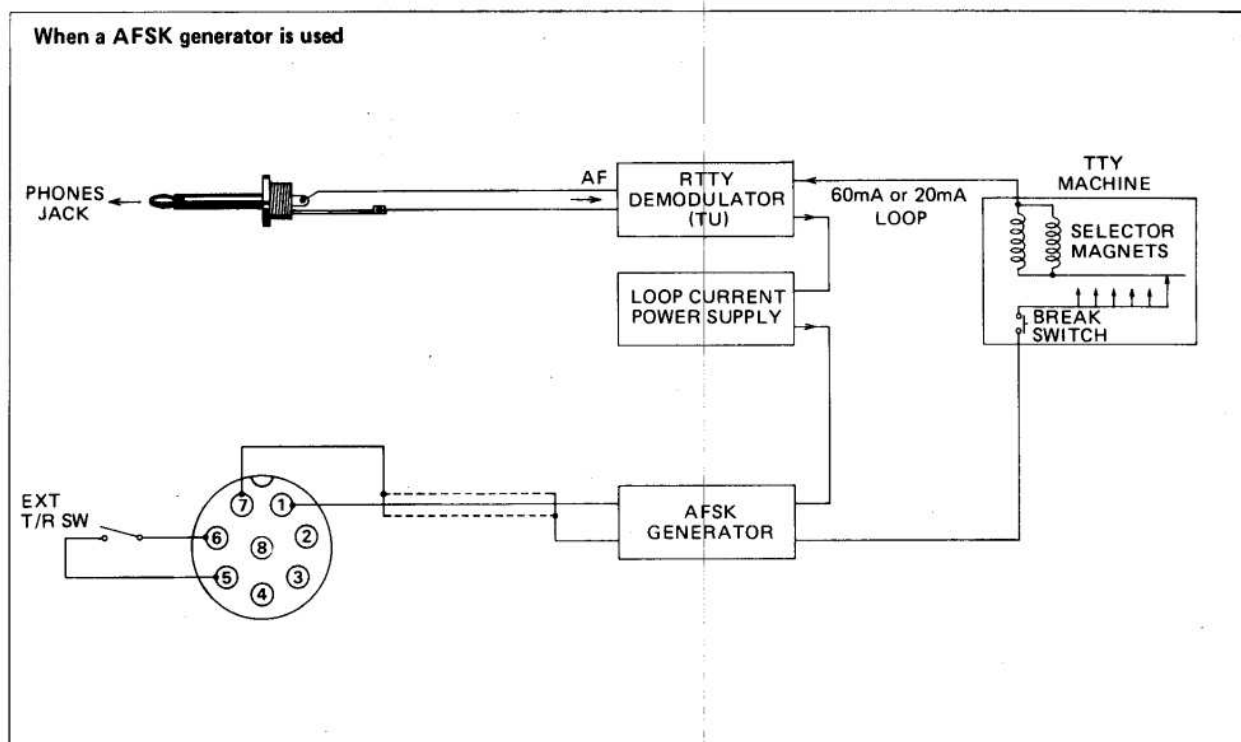 When a AFSK generator is used
PHONES
JACK
AF
RTTY
DEMODULATOR
(TU)
60mA or 20mA
LOOP
TTY
MACHINE
SELECTOR
MAGNETS
LOOP CURRENT
POWER SUPPLY
BREAK
SWITCH
EXT
T/R SW
7
1
6
8
2
5
3
4
AFSK
GENERATOR